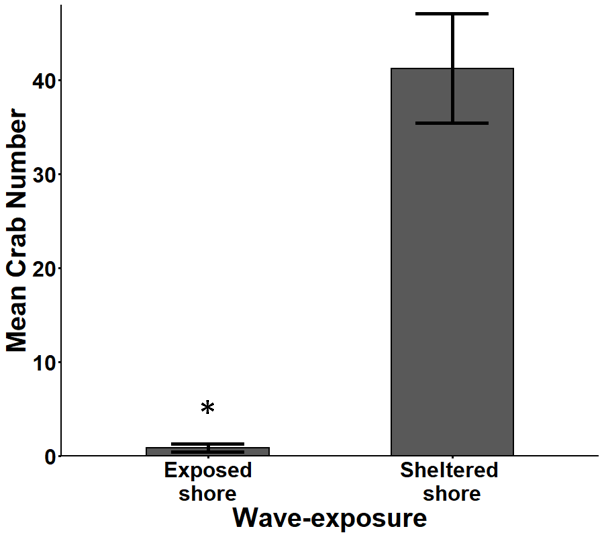 Mean Crab Number
40
30
20
10
0
*
Exposed
shore
Sheltered
shore
Wave-exposure